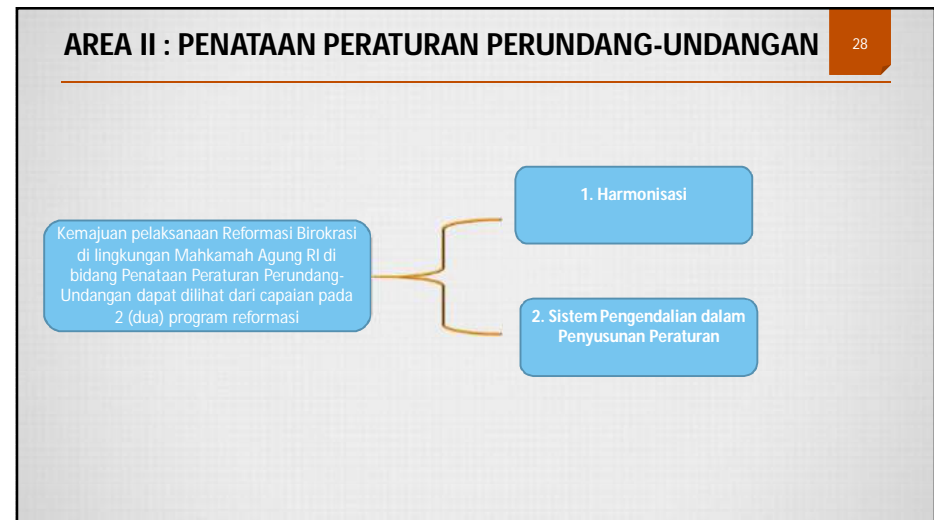 AREA II : PENATAAN PERATURAN PERUNDANG-UNDANGAN
28
Kemajuan pelaksanaan Reformasi Birokrasi
di lingkungan Mahkamah Agung RI di
bidang Penataan Peraturan Perundang-
Undangan dapat dilihat dari capaian pada
2 (dua) program reformasi
1. Harmonisasi
2. Sistem Pengendalian dalam
Penyusunan Peraturan